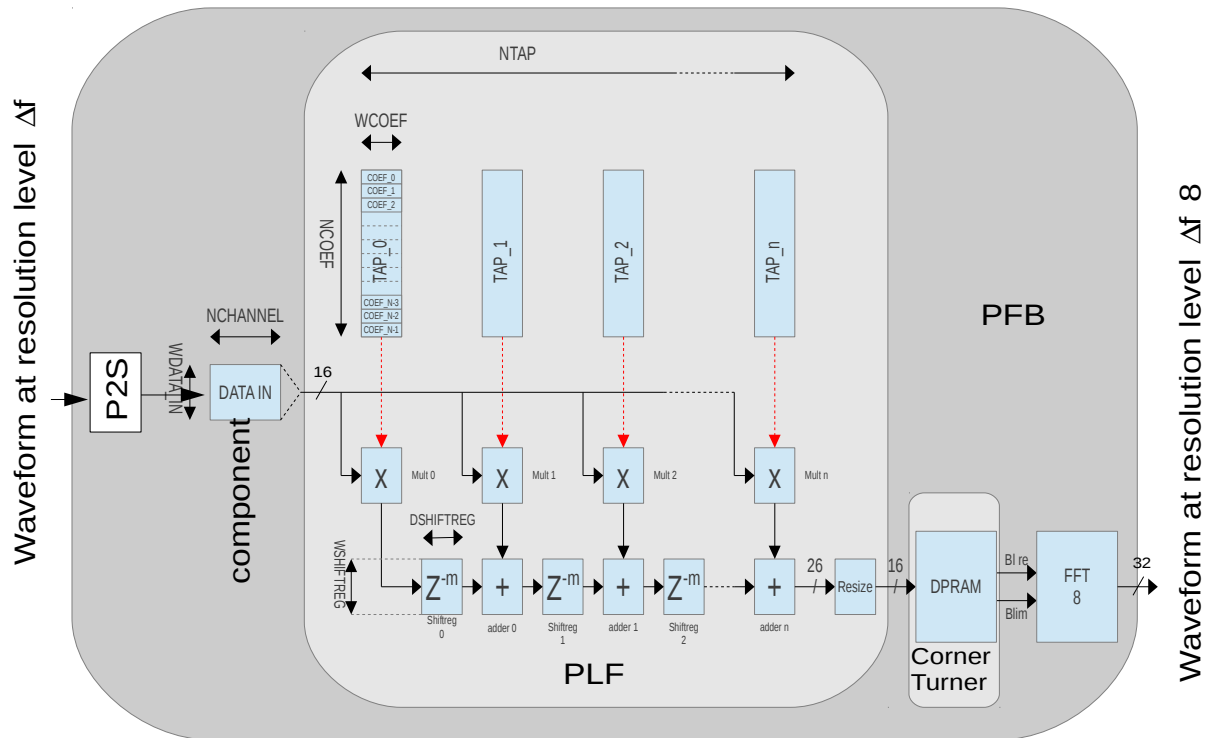 Waveform at resolution level Δf
P2S
WDATA_IN
NCHANNEL
DATA IN
component
16
NTAP
WCOEF
NCOEF
COEF_0
COEF_1
COEF_2
TAP_0
COEF_N-3
COEF_N-2
COEF_N-1
TAP_1
TAP_2
TAP_n
X
Mult 0
X
Mult 1
X
Mult 2
X
Mult n
DSHIFTREG
WSHIFTREG
Z-m
Shiftreg
0
+
adder 0
Z-m
Shiftreg
1
+
adder 1
Z-m
Shiftreg
2
+
adder n
26
Resize
16
PLF
PFB
DPRAM
Corner
Turner
BI re
BIim
FFT
8
32
Waveform at resolution level Δf 8